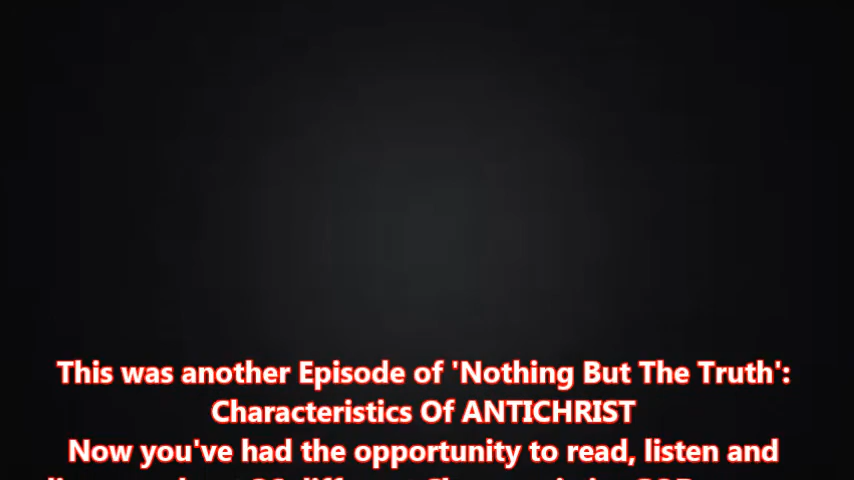 This was another Episode of 'Nothing But The Truth':
Characteristics Of ANTICHRIST
Now you've had the opportunity to read, listen and